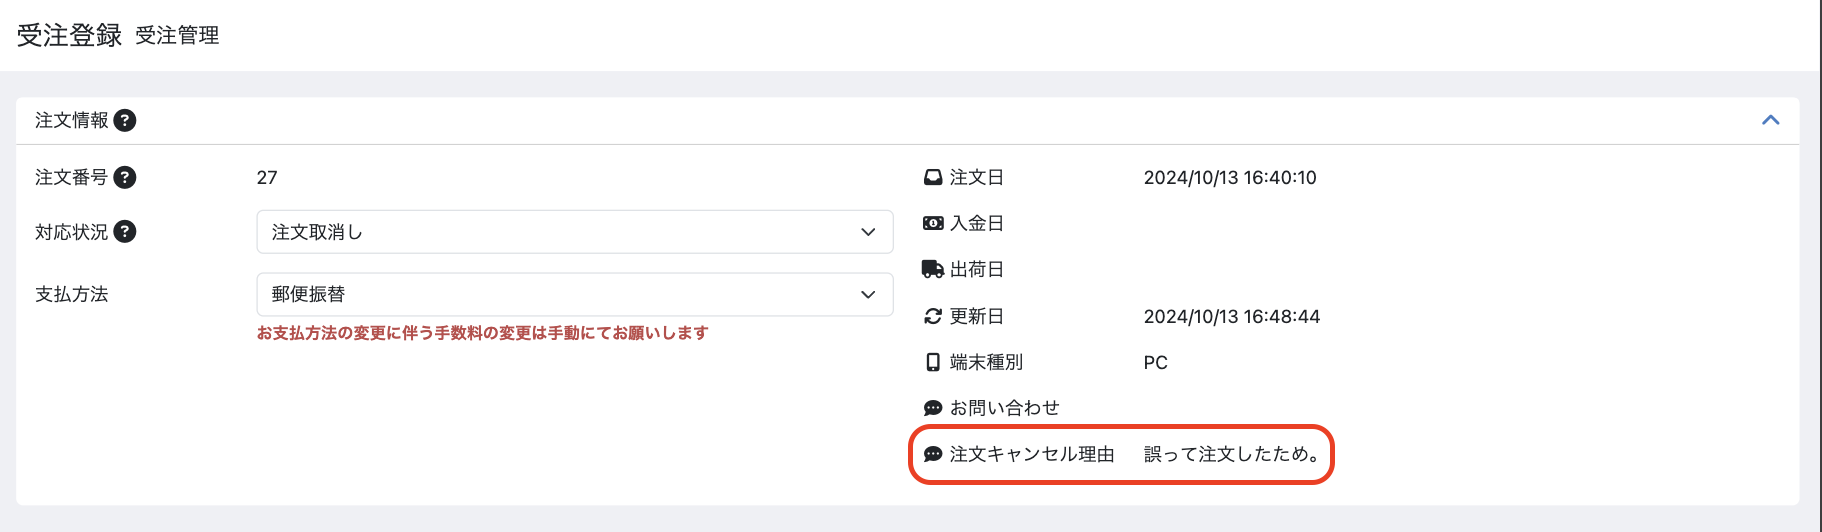 受注登録 受注管理
注文情報 ?
注文番号 ? 27
対応状況 ? 注文取消し
支払方法 郵便振替
お支払方法の変更に伴う手数料の変更は手動にてお願いします
注文日 2024/10/13 16:40:10
入金日
出荷日
更新日 2024/10/13 16:48:44
端末種別 PC
お問い合わせ
注文キャンセル理由 誤って注文したため。